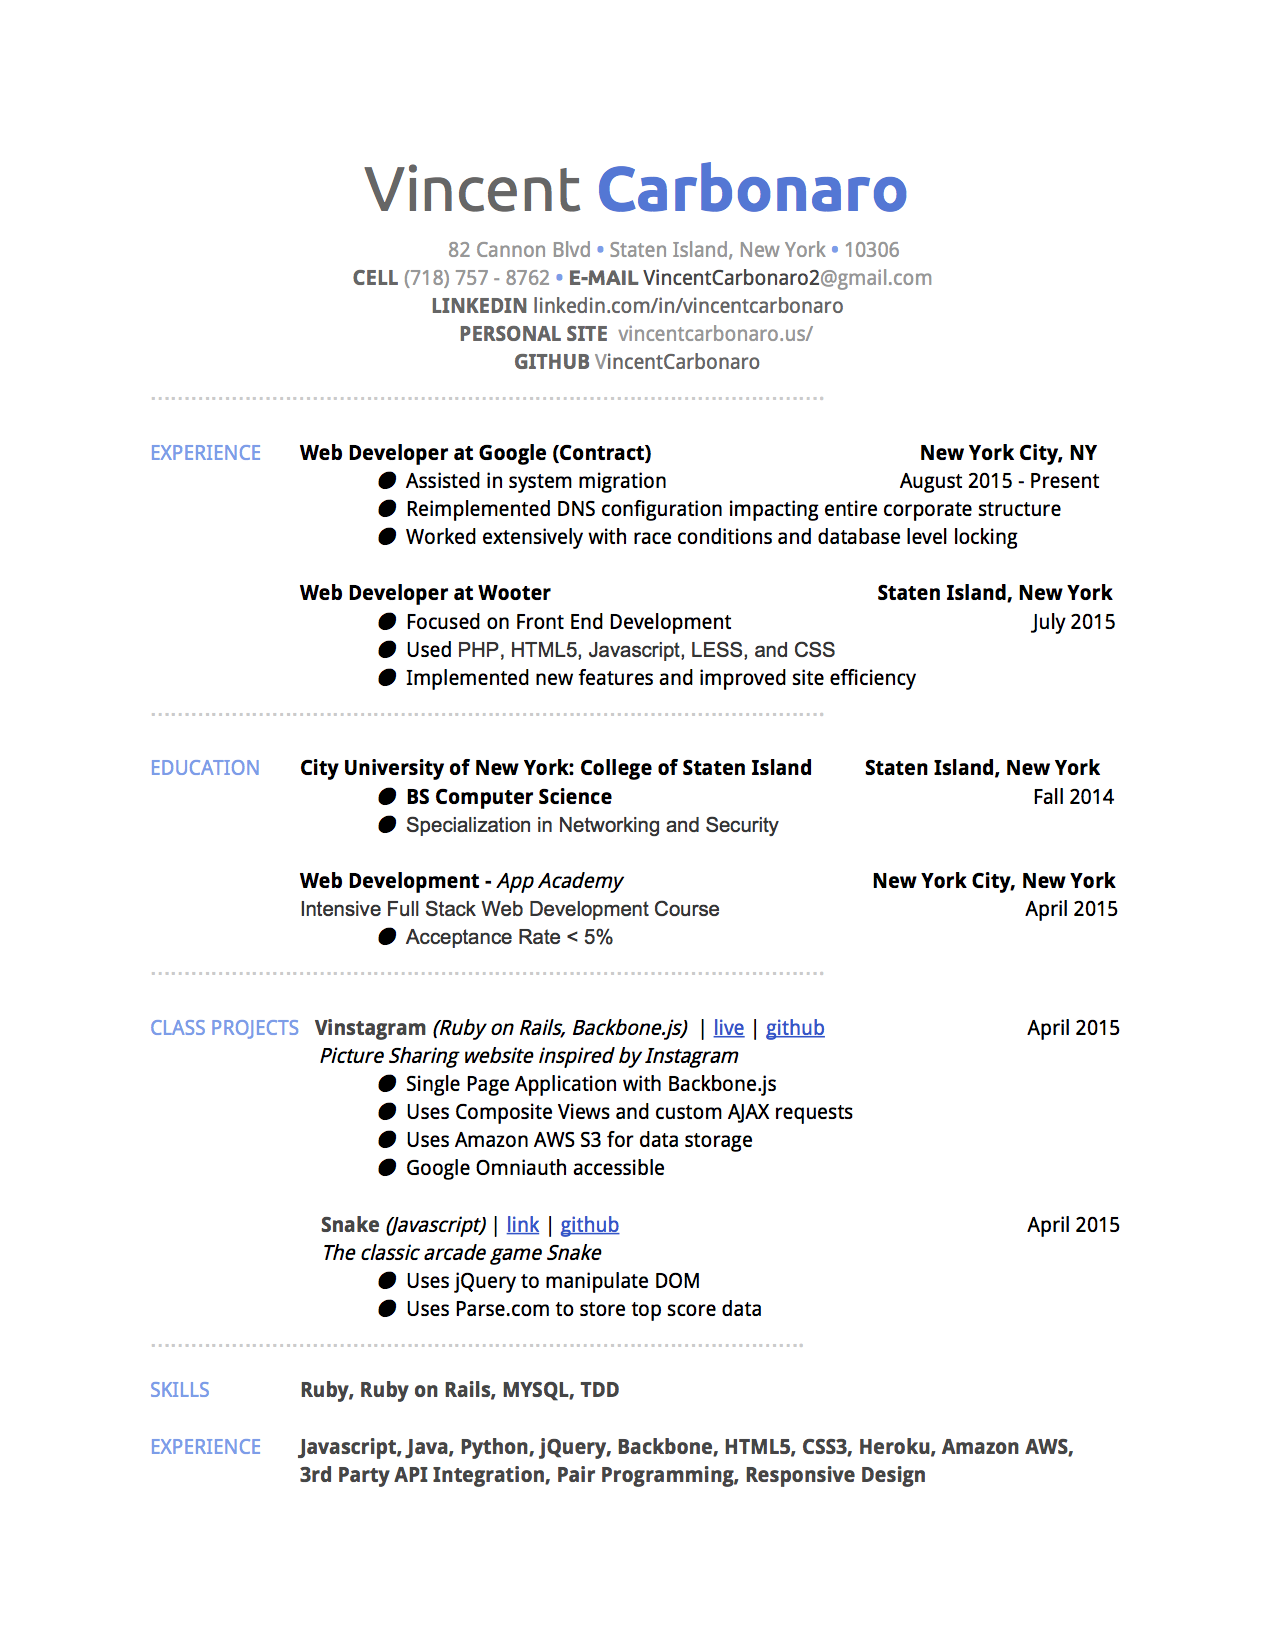 Vincent Carbonaro
82 Cannon Blvd • Staten Island, New York • 10306
CELL (718) 757 - 8762 • E-MAIL VincentCarbonaro2@gmail.com
LINKEDIN linkedin.com/in/vincentcarbonaro
PERSONAL SITE vincentcarbonaro.us/
GITHUB VincentCarbonaro
EXPERIENCE Web Developer at Google (Contract) New York City, NY
● Assisted in system migration August 2015 - Present
● Reimplemented DNS configuration impacting entire corporate structure
● Worked extensively with race conditions and database level locking
Web Developer at Wooter Staten Island, New York
● Focused on Front End Development July 2015
● Used PHP, HTML5, Javascript, LESS, and CSS
● Implemented new features and improved site efficiency
EDUCATION City University of New York: College of Staten Island Staten Island, New York
● BS Computer Science Fall 2014
● Specialization in Networking and Security
Web Development - App Academy New York City, New York
Intensive Full Stack Web Development Course April 2015
● Acceptance Rate < 5%
CLASS PROJECTS Vinstagram (Ruby on Rails, Backbone.js) | live | github April 2015
Picture Sharing website inspired by Instagram
● Single Page Application with Backbone.js
● Uses Composite Views and custom AJAX requests
● Uses Amazon AWS S3 for data storage
● Google Omniauth accessible
Snake (Javascript) | link | github April 2015
The classic arcade game Snake
● Uses jQuery to manipulate DOM
● Uses Parse.com to store top score data
SKILLS Ruby, Ruby on Rails, MYSQL, TDD
EXPERIENCE Javascript, Java, Python, jQuery, Backbone, HTML5, CSS3, Heroku, Amazon AWS,
3rd Party API Integration, Pair Programming, Responsive Design